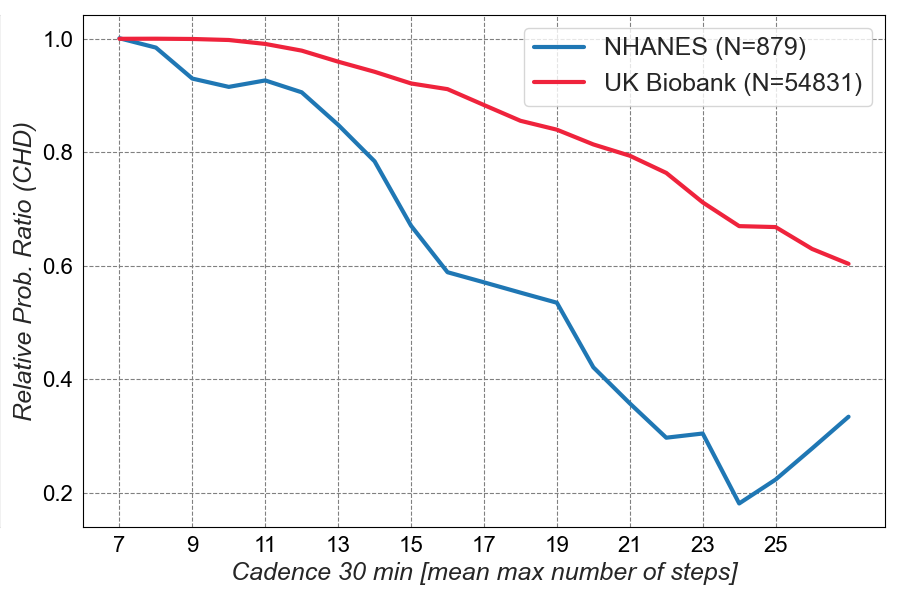 NHANES (N=879)
UK Biobank (N=54831)
Relative Prob. Ratio (CHD)
1.0
0.8
0.6
0.4
0.2
7 9 11 13 15 17 19 21 23 25
Cadence 30 min [mean max number of steps]